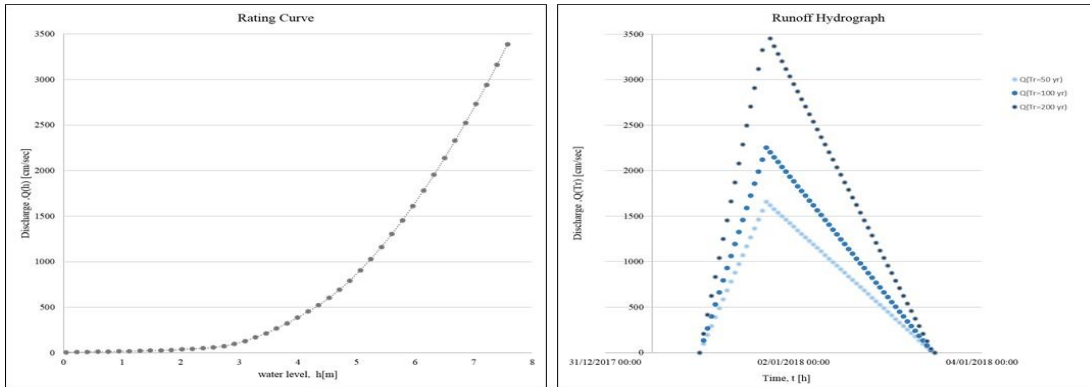 Rating Curve
3500
3000
2500
2000
1500
1000
500
0
Discharge ,Q(h) [cm/sec]
0 1 2 3 4 5 6 7 8
water level, h[m]
Runoff Hydrograph
3500
3000
2500
2000
1500
1000
500
0
Discharge ,Q(Tr) [cm/sec]
31/12/2017 00:00 02/01/2018 00:00 04/01/2018 00:00
Time, t [h]
Q(Tr=50 yr)
Q(Tr=100 yr)
Q(Tr=200 yr)